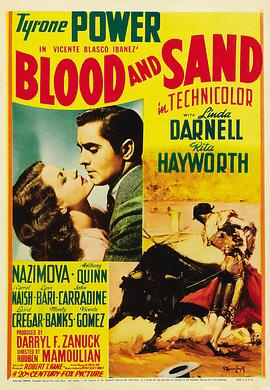 Tyrone POWER
IN VICENTE BLASCO IBANEZ'
BLOOD AND SAND
in TECHNICOLOR
WITH Linda
DARNELL
Rita
HAYWORTH
NAZIMOVA · Anthony QUINN
J. Carrol NAISH · Lynn BARI · John CARRADINE
Laird CREGAR · Monty BANKS · Vicente GOMEZ
PRODUCED BY DARRYL F. ZANUCK
DIRECTED BY ROUBEN MAMOULIAN
A 20th CENTURY-FOX PICTURE